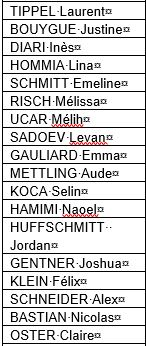 TIPPEL·Laurent¤
BOUYGUE·Justine¤
DIARI·Inès¤
HOMMIA·Lina¤
SCHMITT·Emeline¤
RISCH·Mélissa¤
UCAR·Mélih¤
SADOEV·Levan¤
GAULIARD·Emma¤
METTLING·Aude¤
KOCA·Selin¤
HAMIMI·Naoel¤
HUFFSCHMITT··
Jordan¤
GENTNER·Joshua¤
KLEIN·Félix¤
SCHNEIDER·Alex¤
BASTIAN·Nicolas¤
OSTER·Claire¤